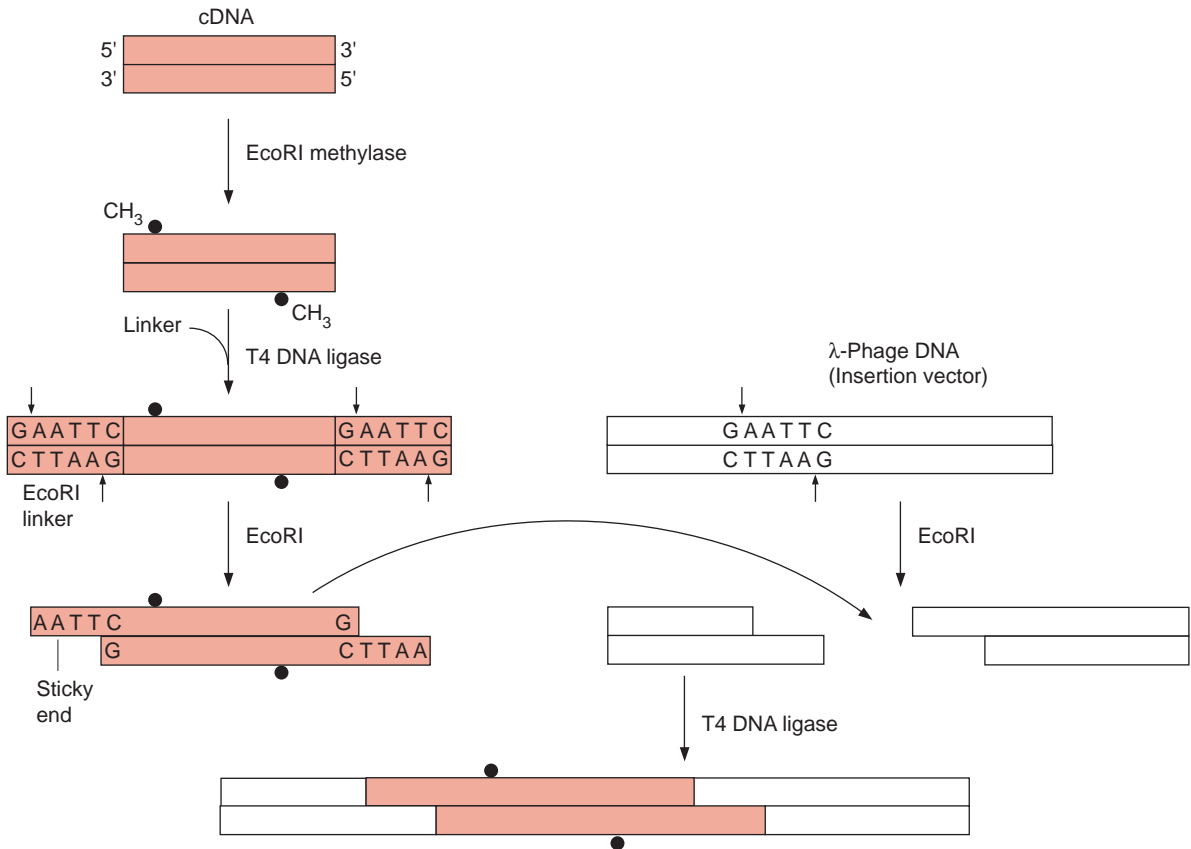 cDNA
5' 3'
3' 5'
EcoRI methylase
CH3
CH3
Linker
T4 DNA ligase
λ-Phage DNA
(Insertion vector)
GAATTC GAATTC
CTTAAG CTTAAG
GAATTC
CTTAAG
EcoRI
linker
EcoRI
EcoRI
AATTC G
G CTTAA
Sticky
end
T4 DNA ligase